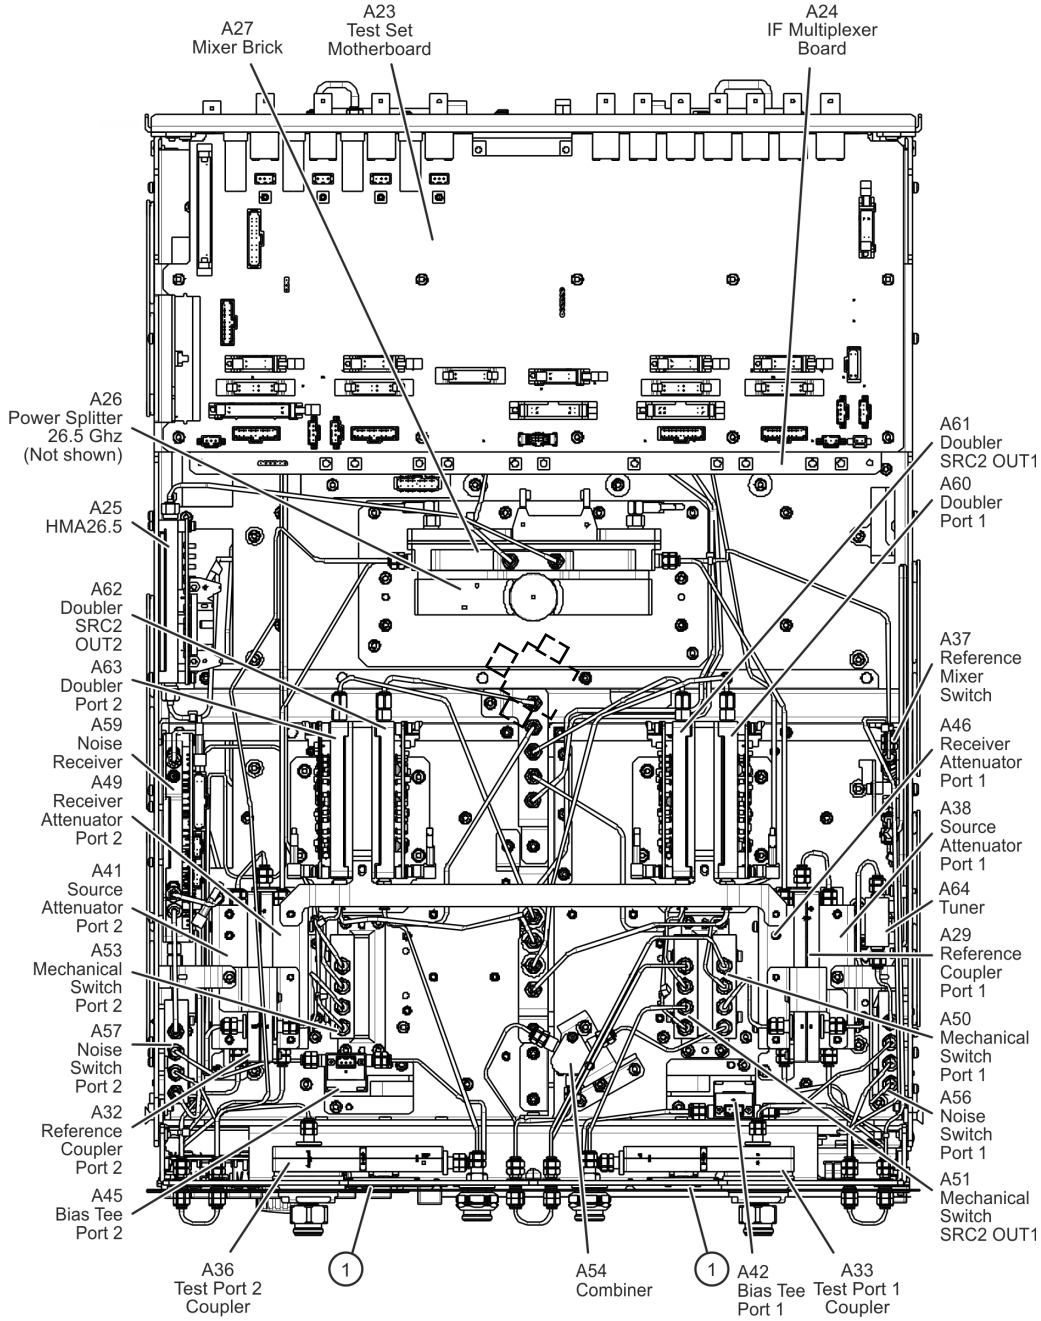 A27
Mixer Brick
A23
Test Set
Motherboard
A24
IF Multiplexer
Board
A26
Power Splitter
26.5 Ghz
(Not shown)
A25
HMA26.5
A62
Doubler
SRC2
OUT2
A63
Doubler
Port 2
A59
Noise
Receiver
A49
Receiver
Attenuator
Port 2
A41
Source
Attenuator
Port 2
A53
Mechanical
Switch
Port 2
A57
Noise
Switch
Port 2
A32
Reference
Coupler
Port 2
A45
Bias Tee
Port 2
A61
Doubler
SRC2 OUT1
A60
Doubler
Port 1
A37
Reference
Mixer
Switch
A46
Receiver
Attenuator
Port 1
A38
Source
Attenuator
Port 1
A64
Tuner
A29
Reference
Coupler
Port 1
A50
Mechanical
Switch
Port 1
A56
Noise
Switch
Port 1
A51
Mechanical
Switch
SRC2 OUT1
A36
Test Port 2
Coupler
1
A54
Combiner
1
A42
Bias Tee
Port 1
A33
Test Port 1
Coupler